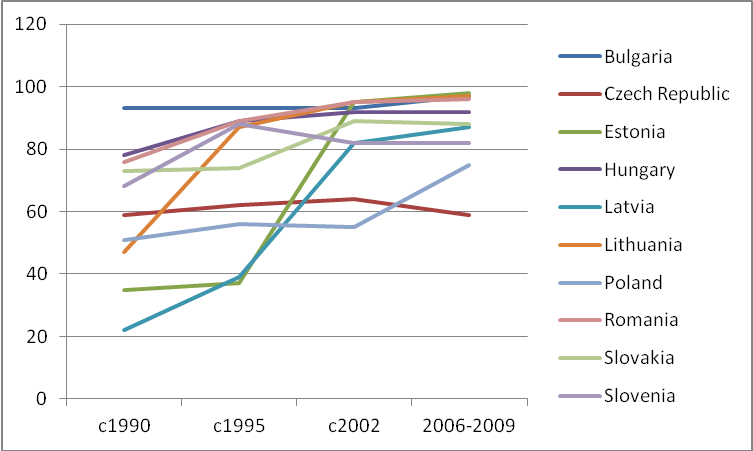 120
100
80
60
40
20
0
c1990 c1995 c2002 2006-2009
Bulgaria
Czech Republic
Estonia
Hungary
Latvia
Lithuania
Poland
Romania
Slovakia
Slovenia